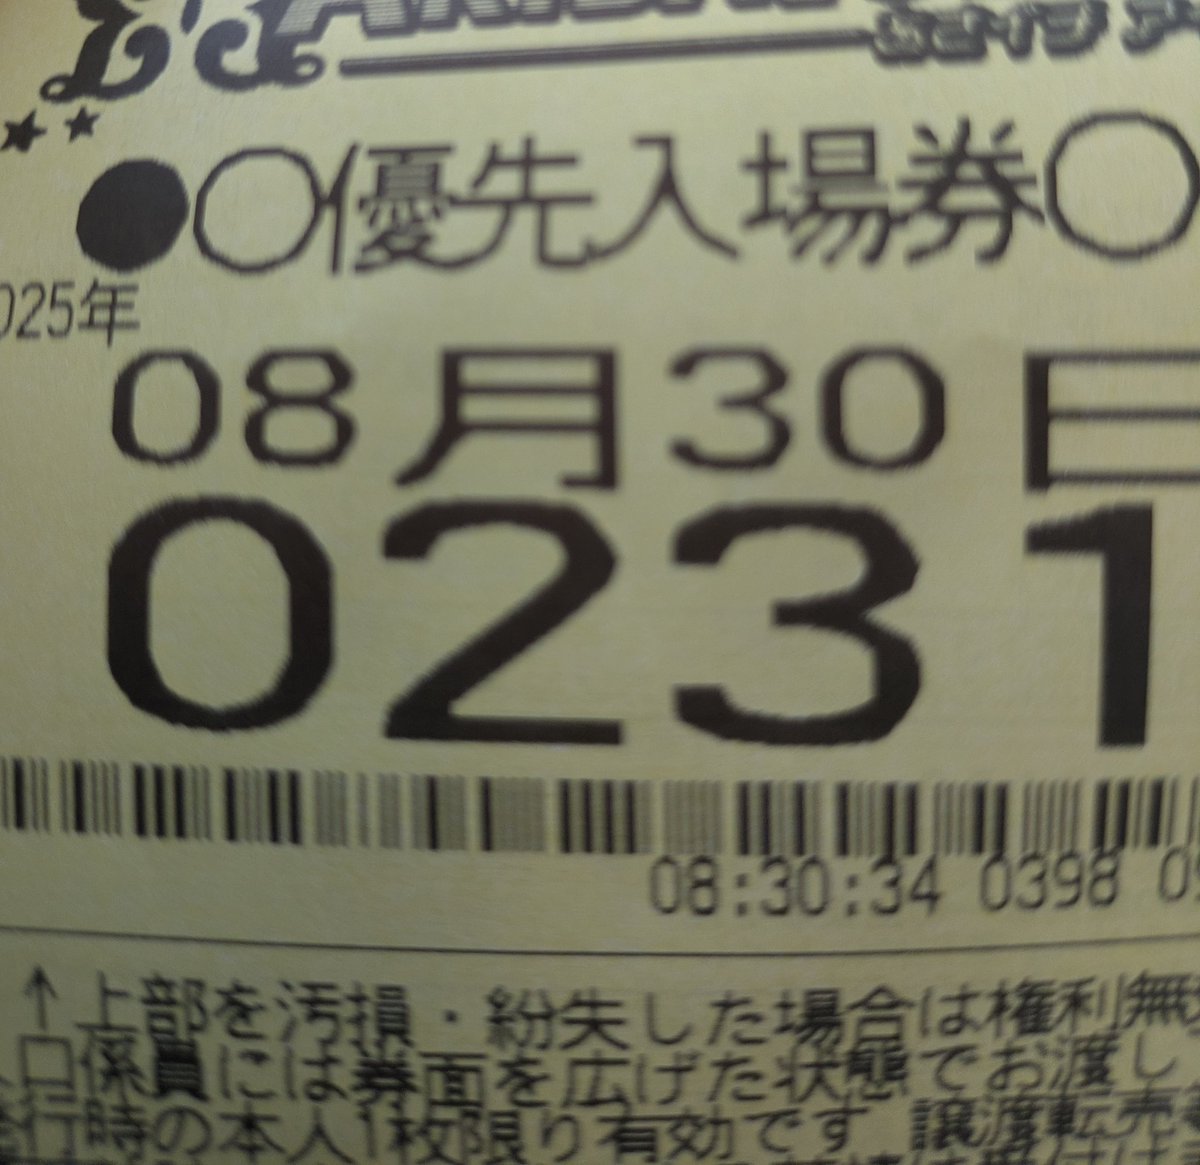 ●○優先入場券○
025年
08月30日
0231
08:30:34 0398
↑上部を汚損・紛失した場合は権利無
口係員には券面を広げた状態でお渡し
行時の本人1枚限り有効です 譲渡転売